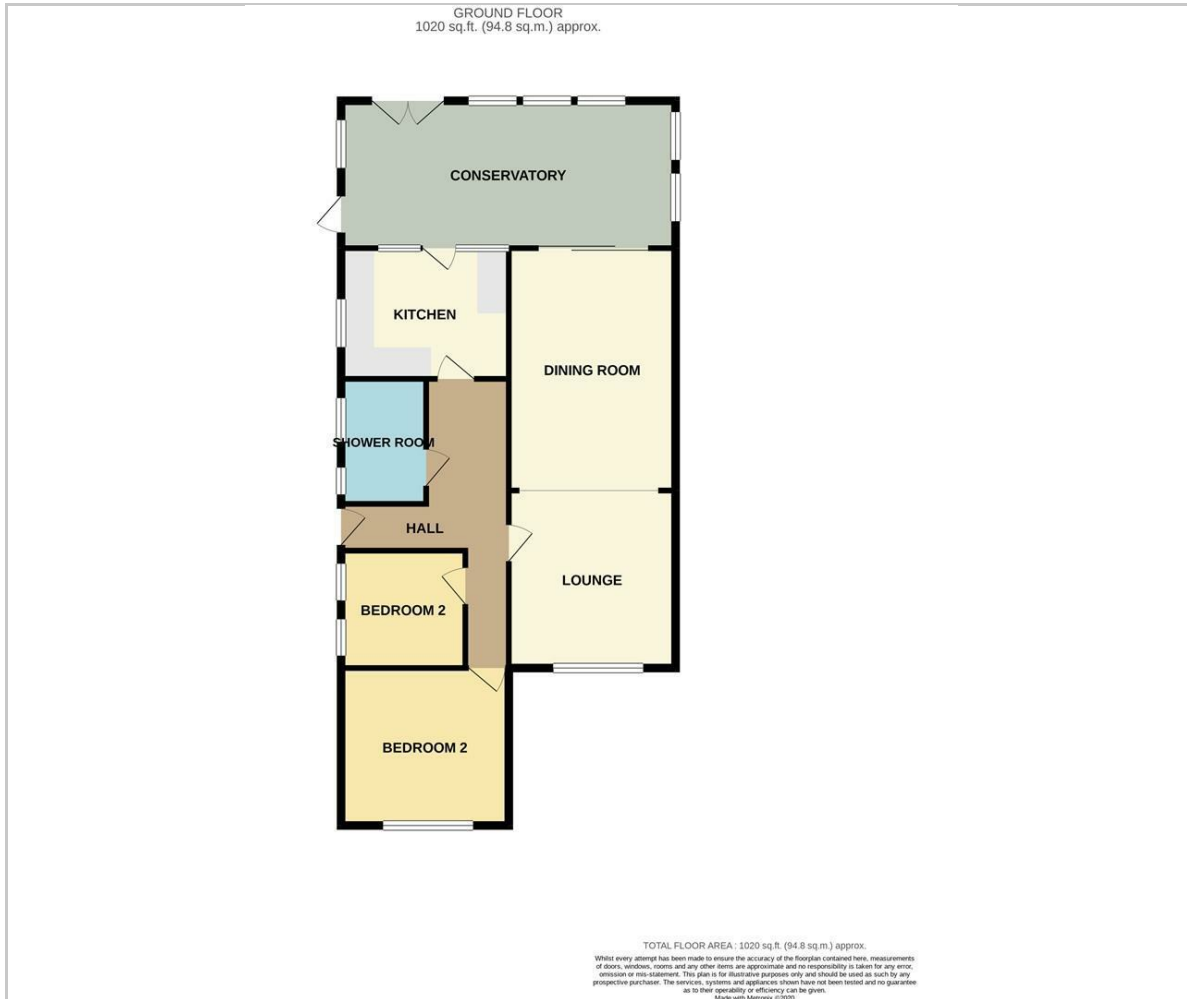 GROUND FLOOR
1020 sq.ft. (94.8 sq.m.) approx.
CONSERVATORY
KITCHEN
DINING ROOM
SHOWER ROOM
HALL
LOUNGE
BEDROOM 2
BEDROOM 2
TOTAL FLOOR AREA : 1020 sq.ft. (94.8 sq.m.) approx.
Whilst every attempt has been made to ensure the accuracy of the floorplan contained here, measurements
of doors, windows, rooms and any other items are approximate and no responsibility is taken for any error,
omission or mis-statement. This plan is for illustrative purposes only and should be used as such by any
prospective purchaser. The services, systems and appliances shown have not been tested and no guarantee
as to their operability or efficiency can be given.
Made with Metropix ©2020